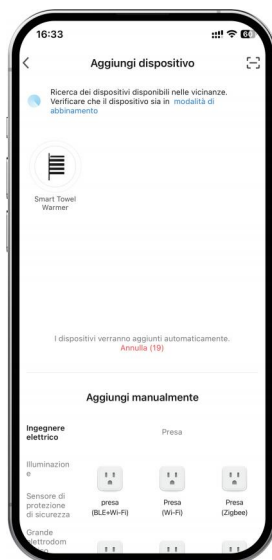 16:33
60
Aggiungi dispositivo
Ricerca dei dispositivi disponibili nelle vicinanze.
Verificare che il dispositivo sia in modalità di
abbinamento
Smart Towel
Warmer
I dispositivi verranno aggiunti automaticamente.
Annulla (19)
Aggiungi manualmente
Ingegnere
elettrico
Presa
Illuminazion
e
presa
(BLE+Wi-Fi)
Presa
(Wi-Fi)
Presa
(Zigbee)
Sensore di
protezione
di sicurezza
Grande
elettrodom